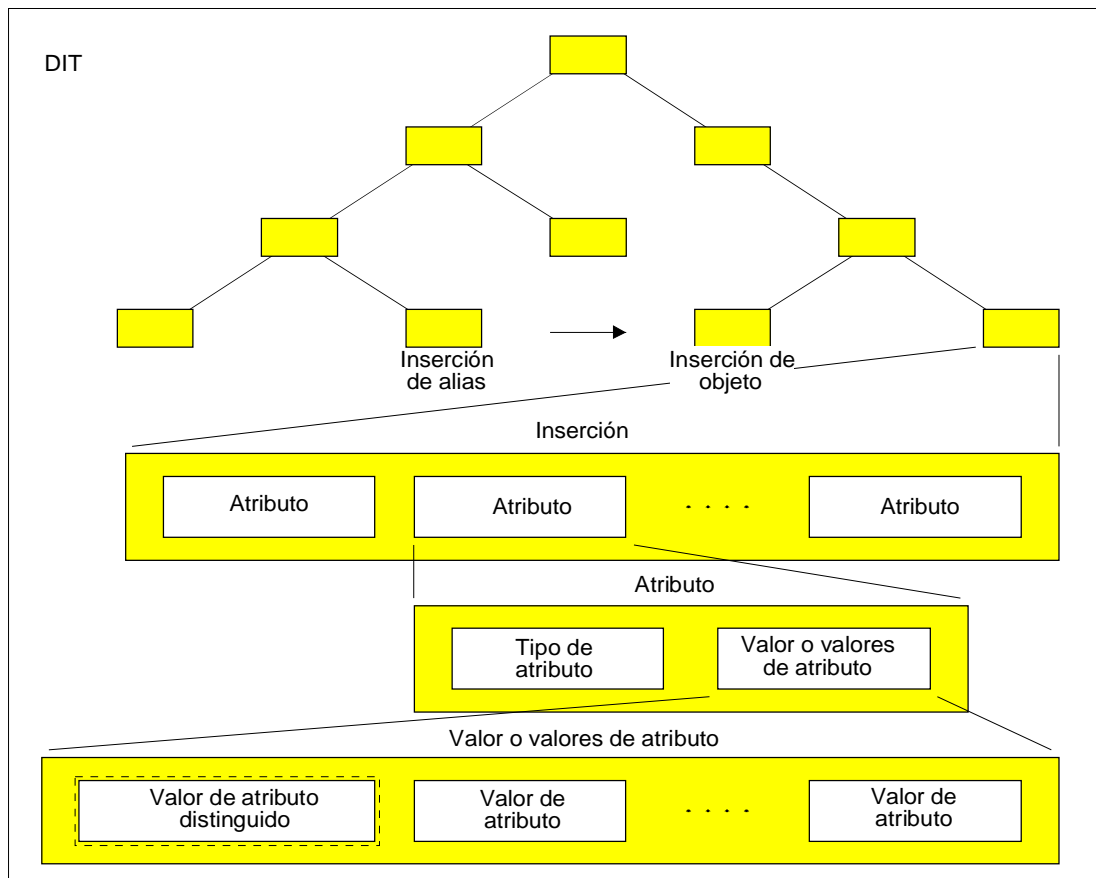 DIT
Inserción
de alias
Inserción de
objeto
Inserción
Atributo
Atributo
. . . .
Atributo
Atributo
Tipo de
atributo
Valor o valores
de atributo
Valor o valores de atributo
Valor de atributo
distinguido
Valor de
atributo
. . . .
Valor de
atributo